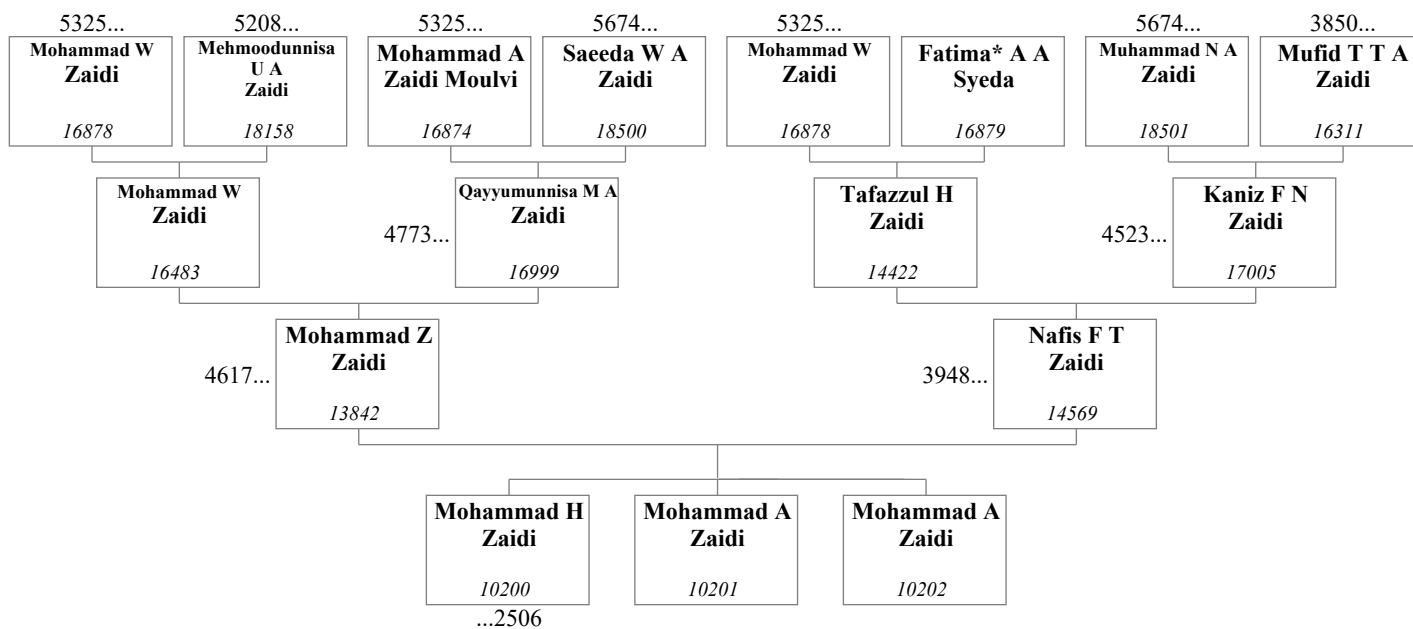 5325... 5208... 5325... 5674... 5325... 5674... 3850...
Mohammad W
Zaidi
16878
Mehmoodunnisa
U A
Zaidi
18158
Mohammad A
Zaidi Moulvi
16874
Saeeda W A
Zaidi
18500
Mohammad W
Zaidi
16878
Fatima* A A
Syeda
16879
Muhammad N A
Zaidi
18501
Mufid T T A
Zaidi
16311
Mohammad W
Zaidi
16483
4773...
Qayyumunnisa M A
Zaidi
16999
Tafazzul H
Zaidi
14422
4523...
Kaniz F N
Zaidi
17005
4617...
Mohammad Z
Zaidi
13842
3948...
Nafis F T
Zaidi
14569
Mohammad H
Zaidi
10200
...2506
Mohammad A
Zaidi
10201
Mohammad A
Zaidi
10202